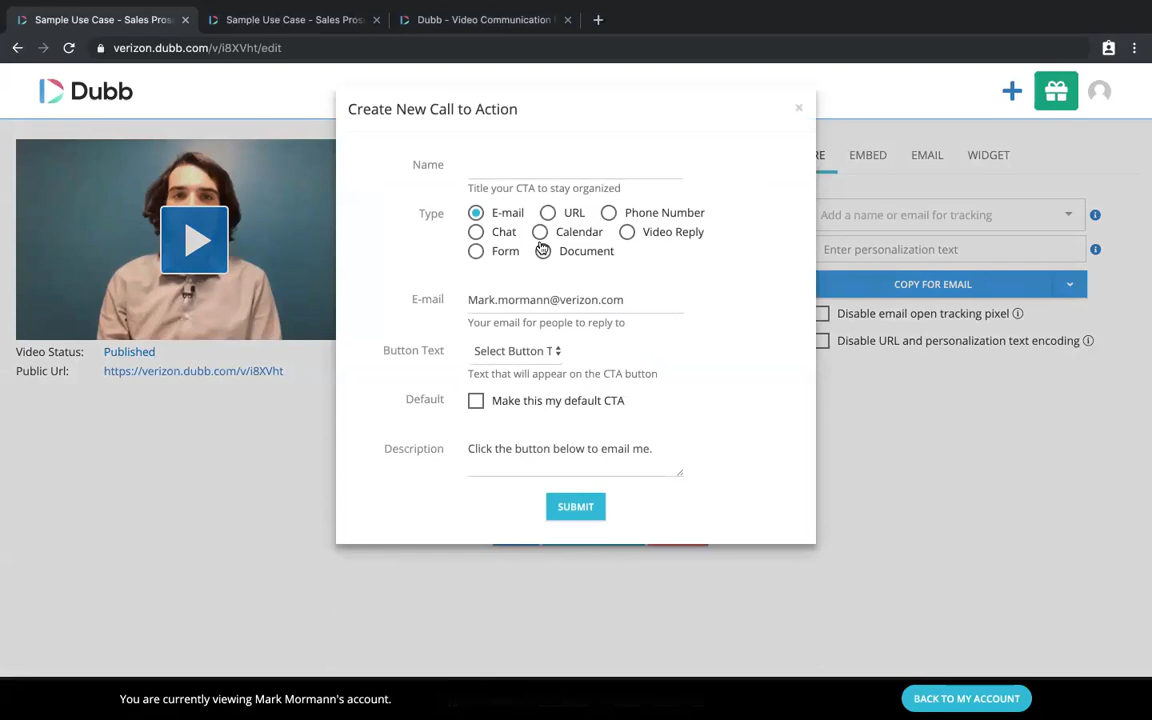 Sample Use Case - Sales Pros
Sample Use Case - Sales Pros
Dubb - Video Communication
verizon.dubb.com/v/i8XVht/edit
Dubb
Create New Call to Action
Name
Title your CTA to stay organized
Type
E-mail URL Phone Number
Chat Calendar Video Reply
Form Document
E-mail
Mark.mormann@verizon.com
Your email for people to reply to
Button Text
Select Button T
Text that will appear on the CTA button
Default
Make this my default CTA
Description
Click the button below to email me.
SUBMIT
Video Status: Published
Public Url: https://verizon.dubb.com/v/i8XVht
RE EMBED EMAIL WIDGET
Add a name or email for tracking
Enter personalization text
COPY FOR EMAIL
Disable email open tracking pixel
Disable URL and personalization text encoding
You are currently viewing Mark Mormann's account.
BACK TO MY ACCOUNT